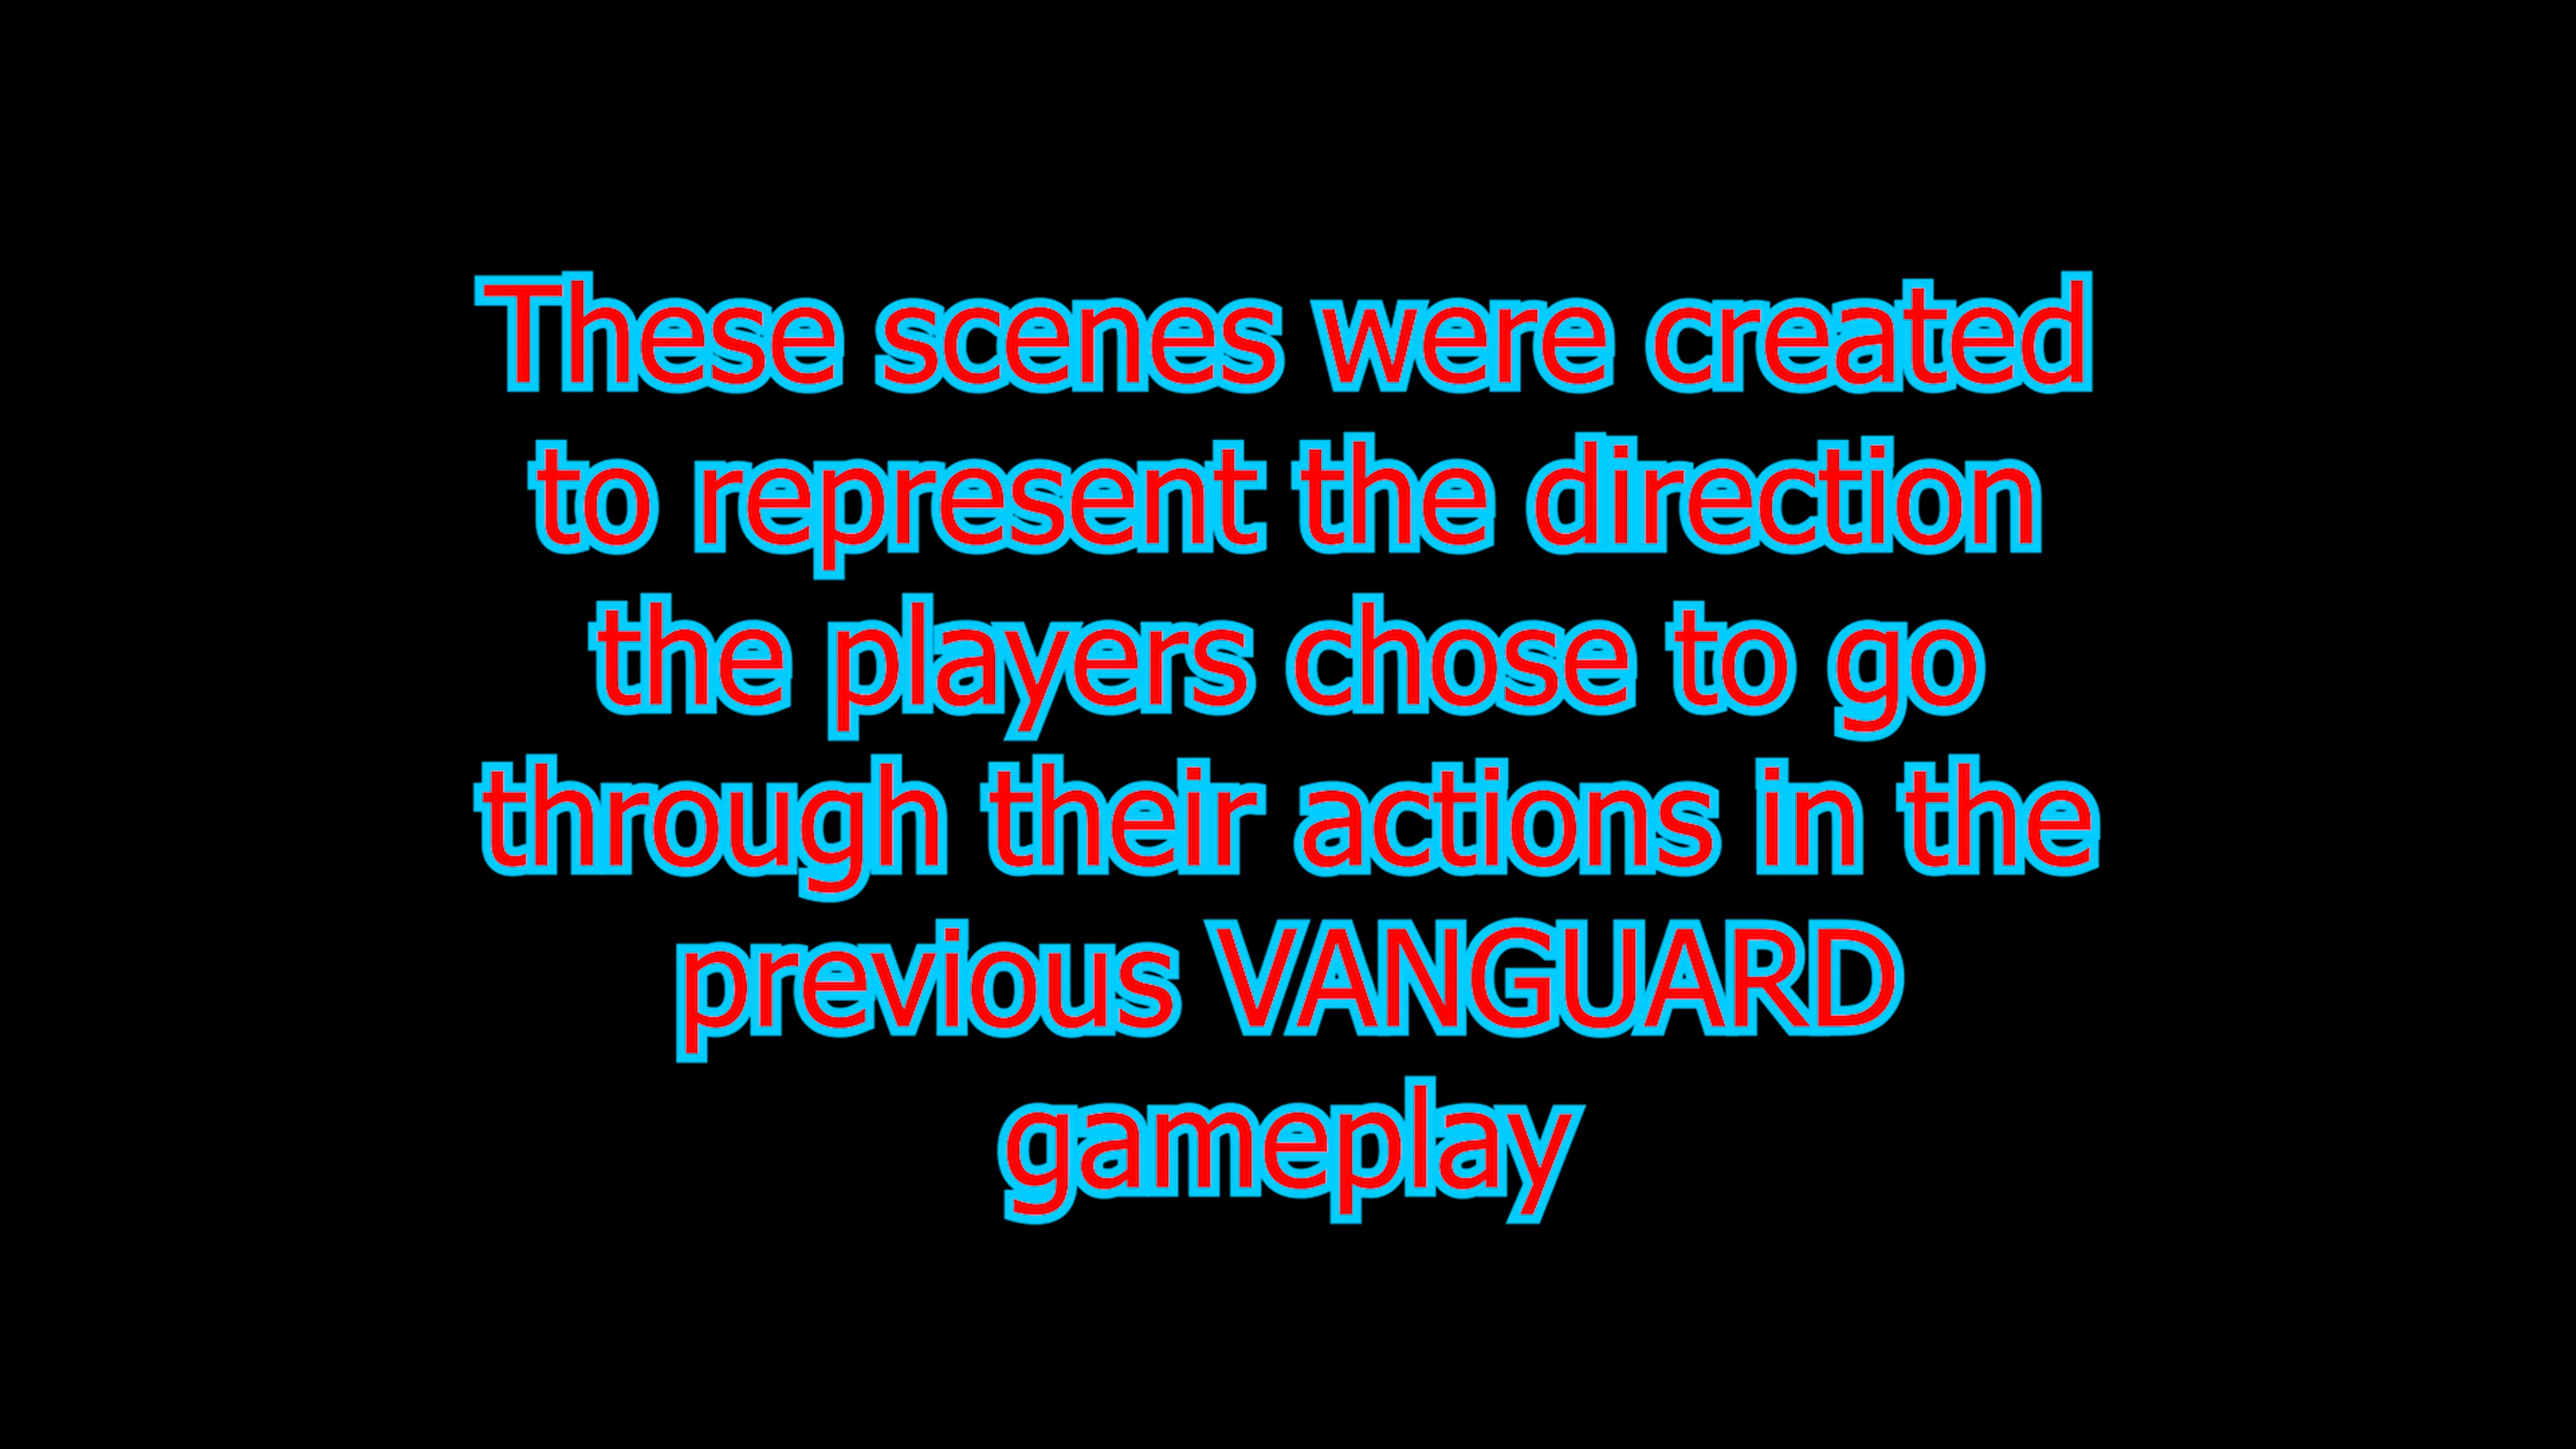 These scenes were created
to represent the direction
the players chose to go
through their actions in the
previous VANGUARD
gameplay